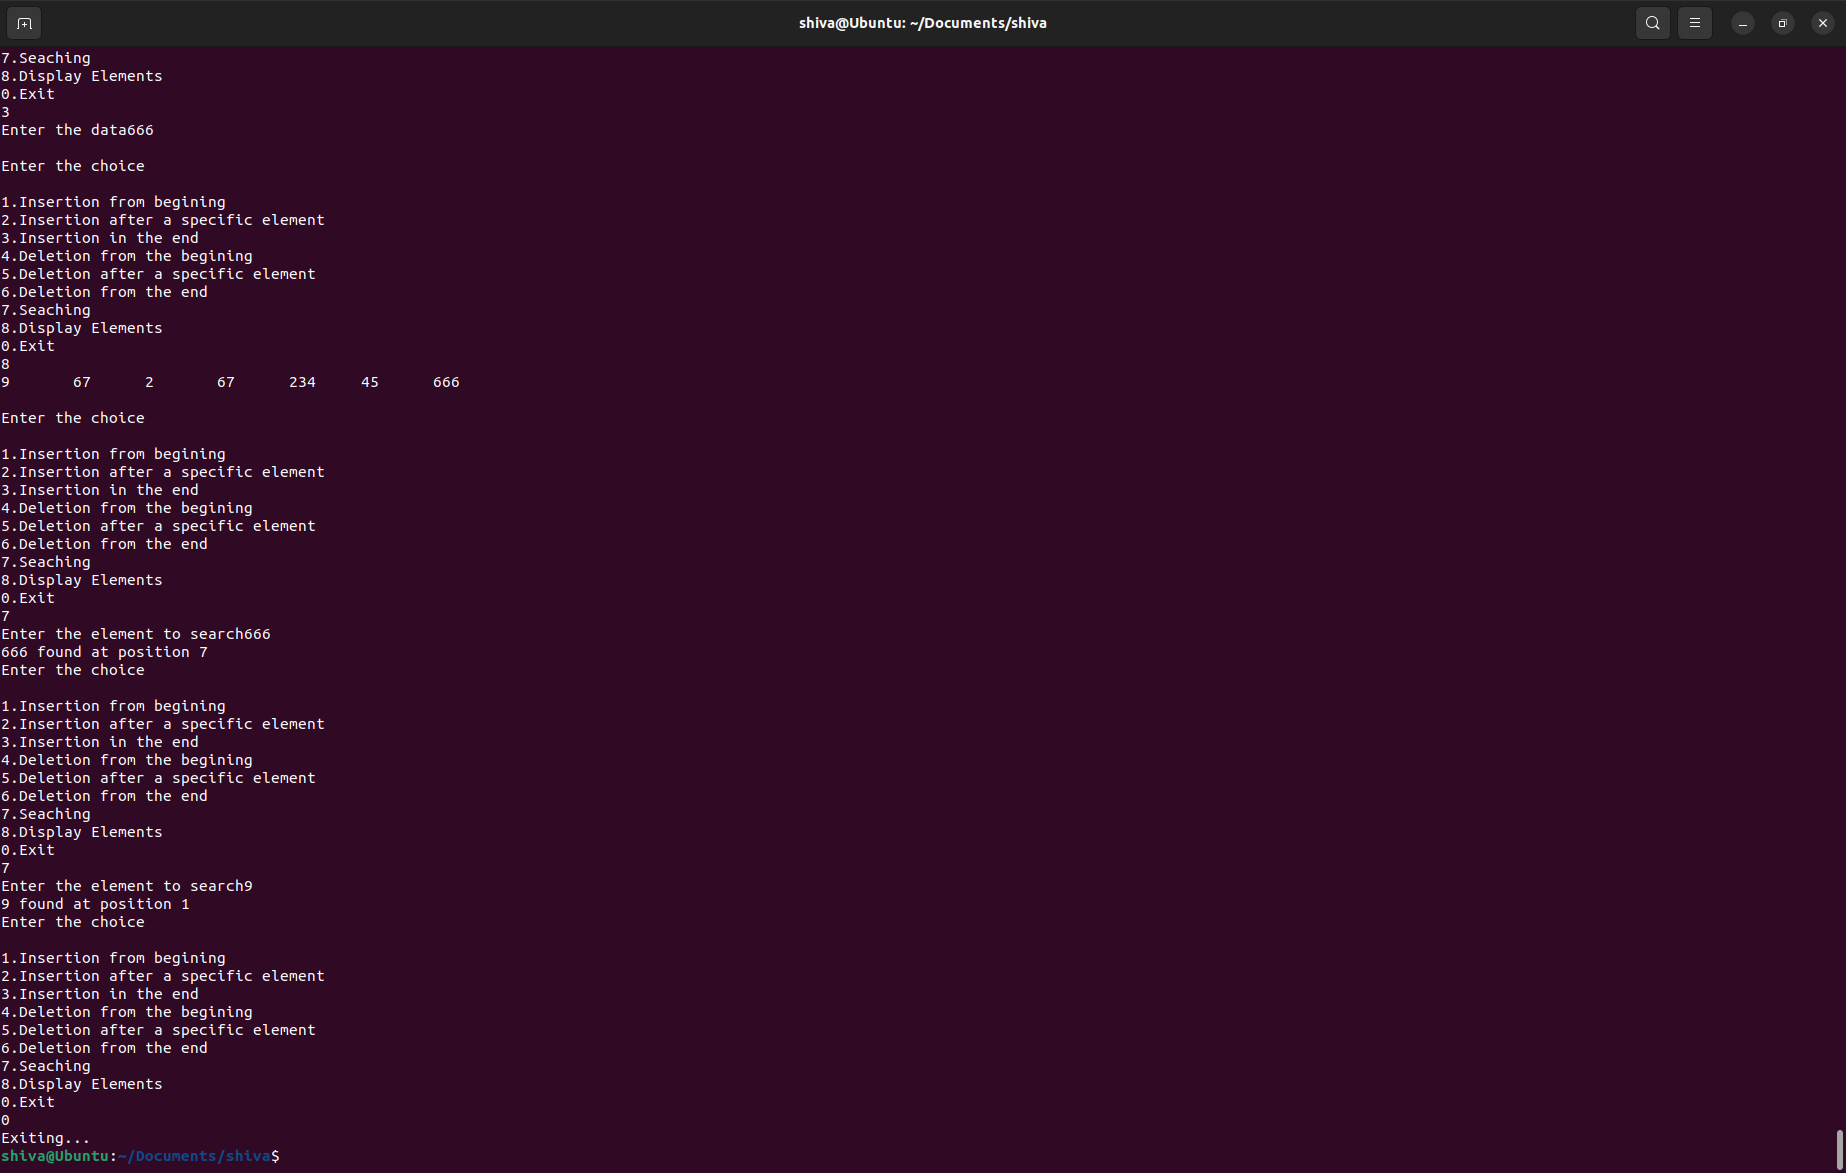 shiva@Ubuntu: ~/Documents/shiva
7.Seaching
8.Display Elements
0.Exit
3
Enter the data666
Enter the choice
1.Insertion from begining
2.Insertion after a specific element
3.Insertion in the end
4.Deletion from the begining
5.Deletion after a specific element
6.Deletion from the end
7.Seaching
8.Display Elements
0.Exit
8
9 67 2 67 234 45 666
Enter the choice
1.Insertion from begining
2.Insertion after a specific element
3.Insertion in the end
4.Deletion from the begining
5.Deletion after a specific element
6.Deletion from the end
7.Seaching
8.Display Elements
0.Exit
7
Enter the element to search666
666 found at position 7
Enter the choice
1.Insertion from begining
2.Insertion after a specific element
3.Insertion in the end
4.Deletion from the begining
5.Deletion after a specific element
6.Deletion from the end
7.Seaching
8.Display Elements
0.Exit
7
Enter the element to search9
9 found at position 1
Enter the choice
1.Insertion from begining
2.Insertion after a specific element
3.Insertion in the end
4.Deletion from the begining
5.Deletion after a specific element
6.Deletion from the end
7.Seaching
8.Display Elements
0.Exit
0
Exiting...
shiva@Ubuntu:~/Documents/shiva$